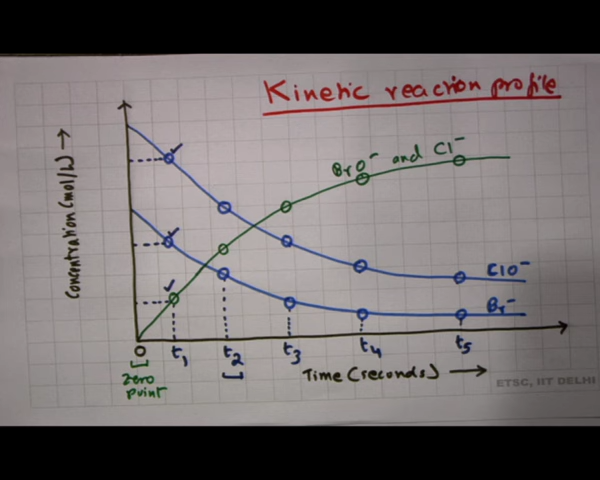 Kinetic reaction profile
BrO⁻ and Cl⁻
Concentration (mol/L) →
ClO⁻
Br⁻
0 t₁ t₂ t₃ t₄ t₅
Zero
point
Time (seconds) →
ETSC, IIT DELHI